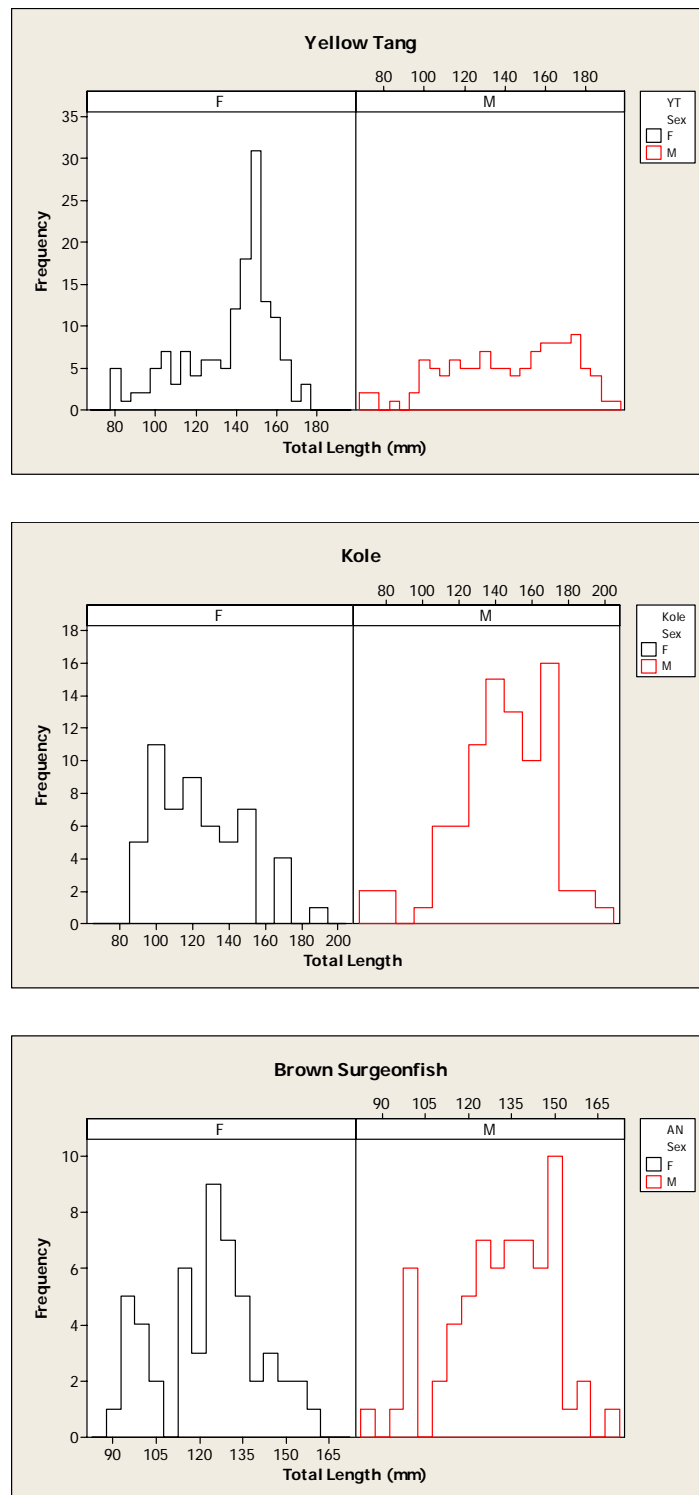 Yellow Tang
80 100 120 140 160 180
F M
YT
Sex
F
M
35
30
25
20
15
10
5
0
Frequency
80 100 120 140 160 180
Total Length (mm)
Kole
80 100 120 140 160 180 200
F M
Kole
Sex
F
M
18
16
14
12
10
8
6
4
2
0
Frequency
80 100 120 140 160 180 200
Total Length
Brown Surgeonfish
90 105 120 135 150 165
F M
AN
Sex
F
M
10
8
6
4
2
0
Frequency
90 105 120 135 150 165
Total Length (mm)